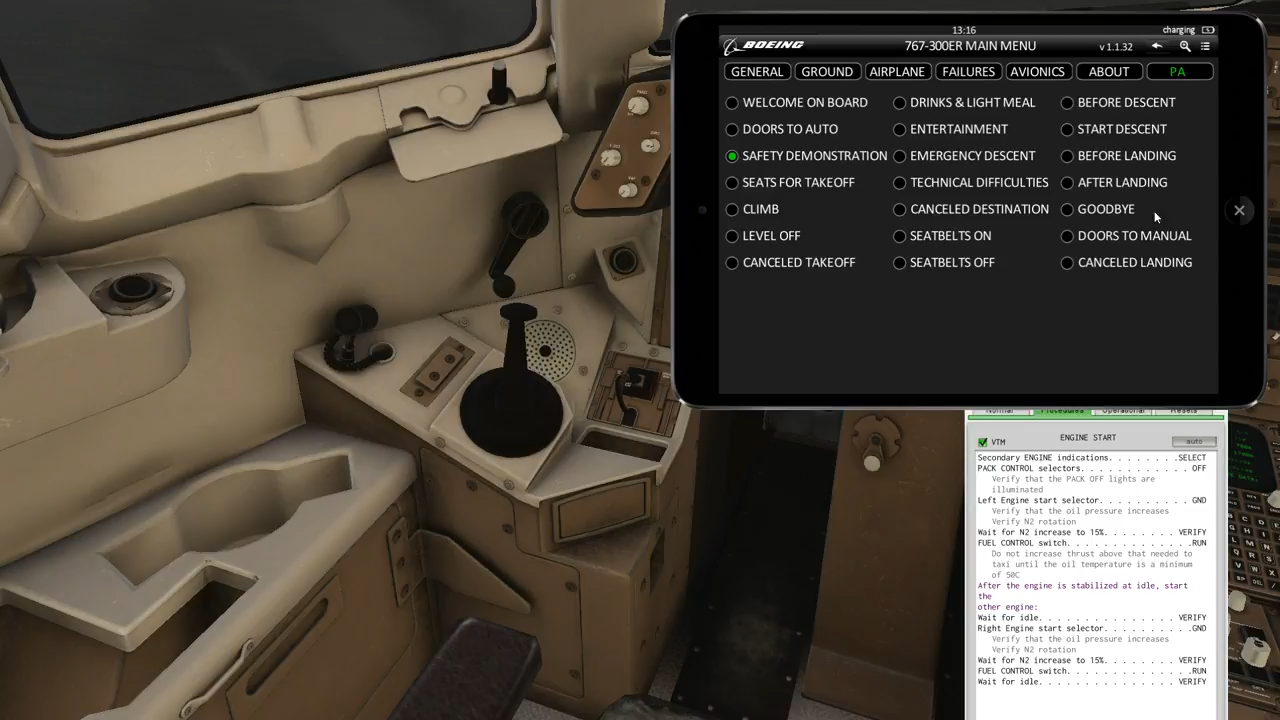 13:16
charging
BOEING
767-300ER MAIN MENU
v 1.1.32
GENERAL GROUND AIRPLANE FAILURES AVIONICS ABOUT PA
WELCOME ON BOARD DRINKS & LIGHT MEAL BEFORE DESCENT
DOORS TO AUTO ENTERTAINMENT START DESCENT
SAFETY DEMONSTRATION EMERGENCY DESCENT BEFORE LANDING
SEATS FOR TAKEOFF TECHNICAL DIFFICULTIES AFTER LANDING
CLIMB CANCELED DESTINATION GOODBYE
LEVEL OFF SEATBELTS ON DOORS TO MANUAL
CANCELED TAKEOFF SEATBELTS OFF CANCELED LANDING
Normal Procedures Operational Resets
VTM ENGINE START auto
Secondary ENGINE indications. . . . . . . .SELECT
PACK CONTROL selectors. . . . . . . . . . . OFF
Verify that the PACK OFF lights are
illuminated
Left Engine start selector. . . . . . . . . . GND
Verify that the oil pressure increases
Verify N2 rotation
Wait for N2 increase to 15%. . . . . . . . VERIFY
FUEL CONTROL switch. . . . . . . . . . . . .RUN
Do not increase thrust above that needed to
taxi until the oil temperature is a minimum
of 50C
After the engine is stabilized at idle, start
the
other engine:
Wait for idle. . . . . . . . . . . . . . . VERIFY
Right Engine start selector. . . . . . . . . .GND
Verify that the oil pressure increases
Verify N2 rotation
Wait for N2 increase to 15%. . . . . . . . VERIFY
FUEL CONTROL switch. . . . . . . . . . . . .RUN
Wait for idle. . . . . . . . . . . . . . . VERIFY